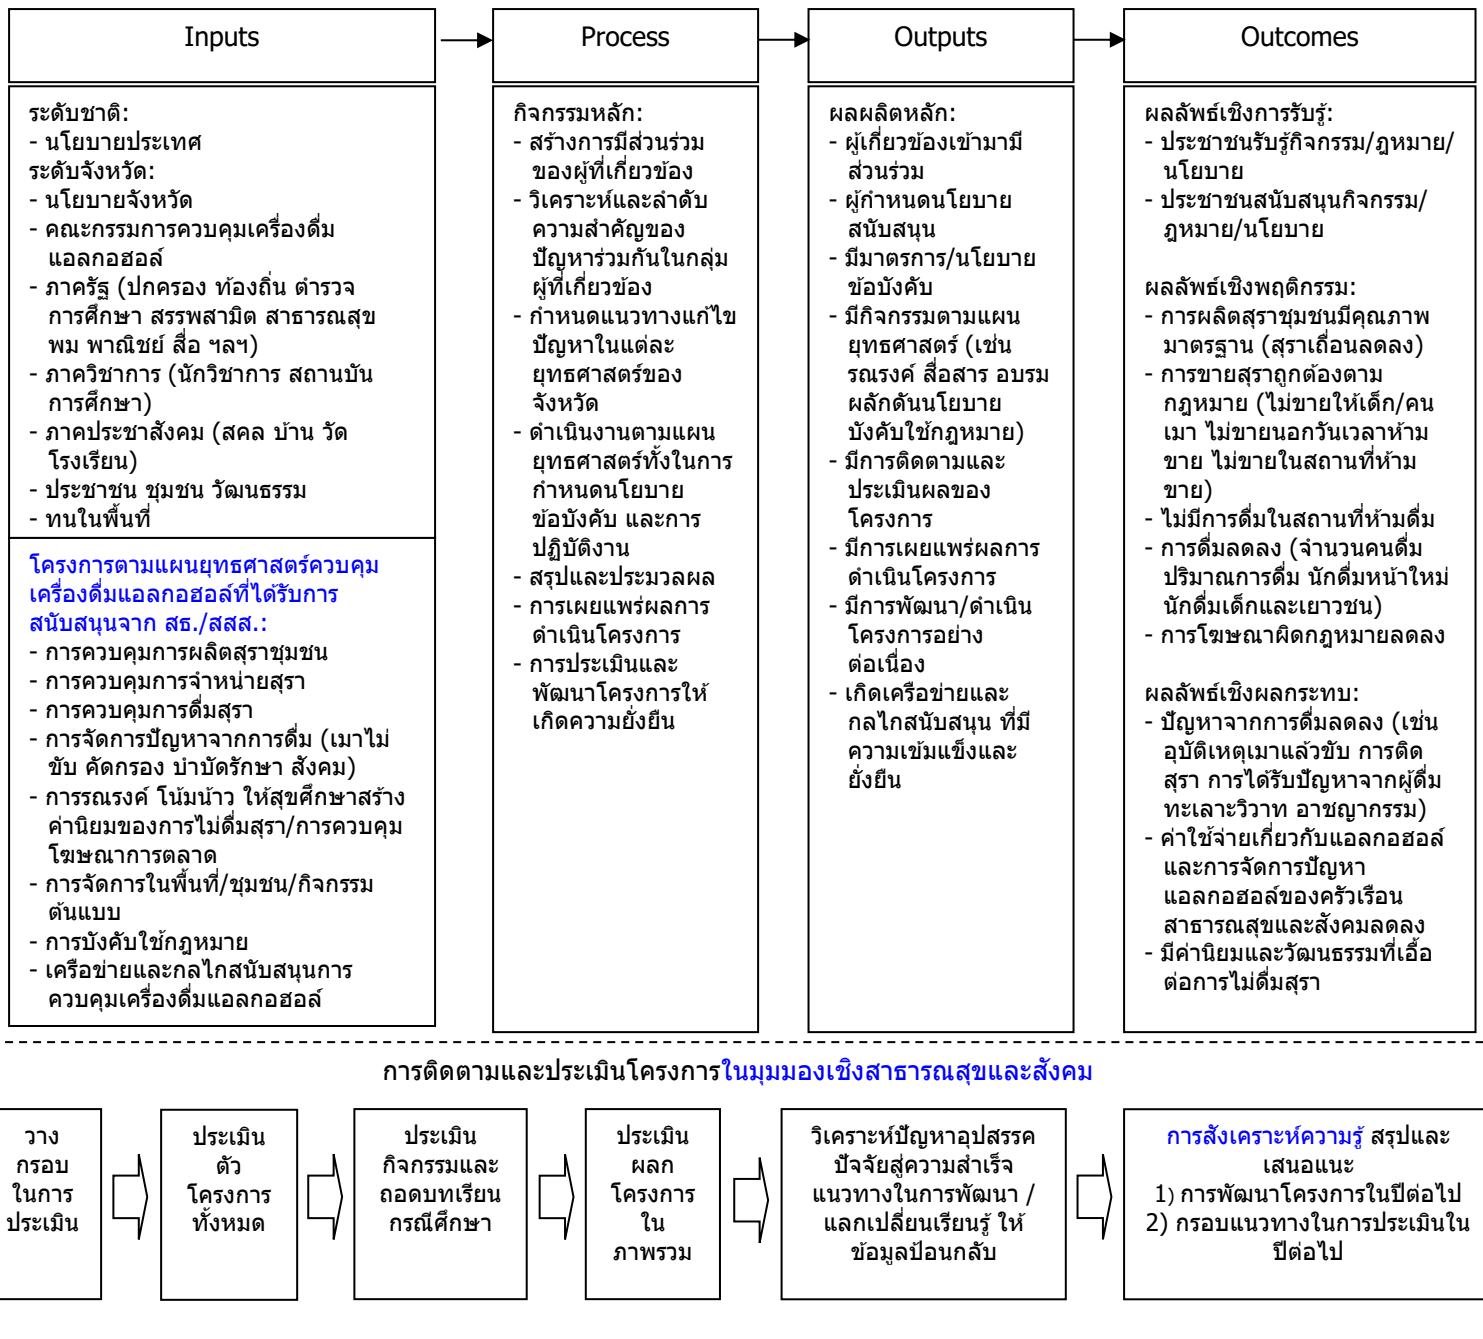 Inputs
Process
Outputs
Outcomes
ระดับชาติ:
- นโยบายประเทศ
ระดับจังหวัด:
- นโยบายจังหวัด
- คณะกรรมการควบคุมเครื่องดื่ม
แอลกอฮอล์
- ภาครัฐ (ปกครอง ท้องถิ่น ตำรวจ
การศึกษา สรรพสามิต สาธารณสุข
พม พาณิชย์ สื่อ ฯลฯ)
- ภาควิชาการ (นักวิชาการ สถานบัน
การศึกษา)
- ภาคประชาสังคม (สคล บ้าน วัด
โรงเรียน)
- ประชาชน ชุมชน วัฒนธรรม
- ทนในพื้นที่
โครงการตามแผนยุทธศาสตร์ควบคุม
เครื่องดื่มแอลกอฮอล์ที่ได้รับการ
สนับสนุนจาก สธ./สสส.:
- การควบคุมการผลิตสุราชุมชน
- การควบคุมการจำหน่ายสุรา
- การควบคุมการดื่มสุรา
- การจัดการปัญหาจากการดื่ม (เมาไม่
ขับ คัดกรอง บำบัดรักษา สังคม)
- การรณรงค์ โน้มน้าว ให้สุขศึกษาสร้าง
ค่านิยมของการไม่ดื่มสุรา/การควบคุม
โฆษณาการตลาด
- การจัดการในพื้นที่/ชุมชน/กิจกรรม
ต้นแบบ
- การบังคับใช้กฎหมาย
- เครือข่ายและกลไกสนับสนุนการ
ควบคุมเครื่องดื่มแอลกอฮอล์
กิจกรรมหลัก:
- สร้างการมีส่วนร่วม
ของผู้ที่เกี่ยวข้อง
- วิเคราะห์และลำดับ
ความสำคัญของ
ปัญหาร่วมกันในกลุ่ม
ผู้ที่เกี่ยวข้อง
- กำหนดแนวทางแก้ไข
ปัญหาในแต่ละ
ยุทธศาสตร์ของ
จังหวัด
- ดำเนินงานตามแผน
ยุทธศาสตร์ทั้งในการ
กำหนดนโยบาย
ข้อบังคับ และการ
ปฏิบัติงาน
- สรุปและประมวลผล
- การเผยแพร่ผลการ
ดำเนินโครงการ
- การประเมินและ
พัฒนาโครงการให้
เกิดความยั่งยืน
ผลผลิตหลัก:
- ผู้เกี่ยวข้องเข้ามามี
ส่วนร่วม
- ผู้กำหนดนโยบาย
สนับสนุน
- มีมาตรการ/นโยบาย
ข้อบังคับ
- มีกิจกรรมตามแผน
ยุทธศาสตร์ (เช่น
รณรงค์ สื่อสาร อบรม
ผลักดันนโยบาย
บังคับใช้กฎหมาย)
- มีการติดตามและ
ประเมินผลของ
โครงการ
- มีการเผยแพร่ผลการ
ดำเนินโครงการ
- มีการพัฒนา/ดำเนิน
โครงการอย่าง
ต่อเนื่อง
- เกิดเครือข่ายและ
กลไกสนับสนุน ที่มี
ความเข้มแข็งและ
ยั่งยืน
ผลลัพธ์เชิงการรับรู้:
- ประชาชนรับรู้กิจกรรม/ฎหมาย/
นโยบาย
- ประชาชนสนับสนุนกิจกรรม/
ฎหมาย/นโยบาย
ผลลัพธ์เชิงพฤติกรรม:
- การผลิตสุราชุมชนมีคุณภาพ
มาตรฐาน (สุราเถื่อนลดลง)
- การขายสุราถูกต้องตาม
กฎหมาย (ไม่ขายให้เด็ก/คน
เมา ไม่ขายนอกวันเวลาห้าม
ขาย ไม่ขายในสถานที่ห้าม
ขาย)
- ไม่มีการดื่มในสถานที่ห้ามดื่ม
- การดื่มลดลง (จำนวนคนดื่ม
ปริมาณการดื่ม นักดื่มหน้าใหม่
นักดื่มเด็กและเยาวชน)
- การโฆษณาผิดกฎหมายลดลง
ผลลัพธ์เชิงผลกระทบ:
- ปัญหาจากการดื่มลดลง (เช่น
อุบัติเหตุเมาแล้วขับ การติด
สุรา การได้รับปัญหาจากผู้ดื่ม
ทะเลาะวิวาท อาชญากรรม)
- ค่าใช้จ่ายเกี่ยวกับแอลกอฮอล์
และการจัดการปัญหา
แอลกอฮอล์ของครัวเรือน
สาธารณสุขและสังคมลดลง
- มีค่านิยมและวัฒนธรรมที่เอื้อ
ต่อการไม่ดื่มสุรา
การติดตามและประเมินโครงการในมุมมองเชิงสาธารณสุขและสังคม
วาง
กรอบ
ในการ
ประเมิน
ประเมิน
ตัว
โครงการ
ทั้งหมด
ประเมิน
กิจกรรมและ
ถอดบทเรียน
กรณีศึกษา
ประเมิน
ผลก
โครงการ
ใน
ภาพรวม
วิเคราะห์ปัญหาอุปสรรค
ปัจจัยสู่ความสำเร็จ
แนวทางในการพัฒนา /
แลกเปลี่ยนเรียนรู้ ให้
ข้อมูลป้อนกลับ
การสังเคราะห์ความรู้ สรุปและ
เสนอแนะ
1) การพัฒนาโครงการในปีต่อไป
2) กรอบแนวทางในการประเมินใน
ปีต่อไป